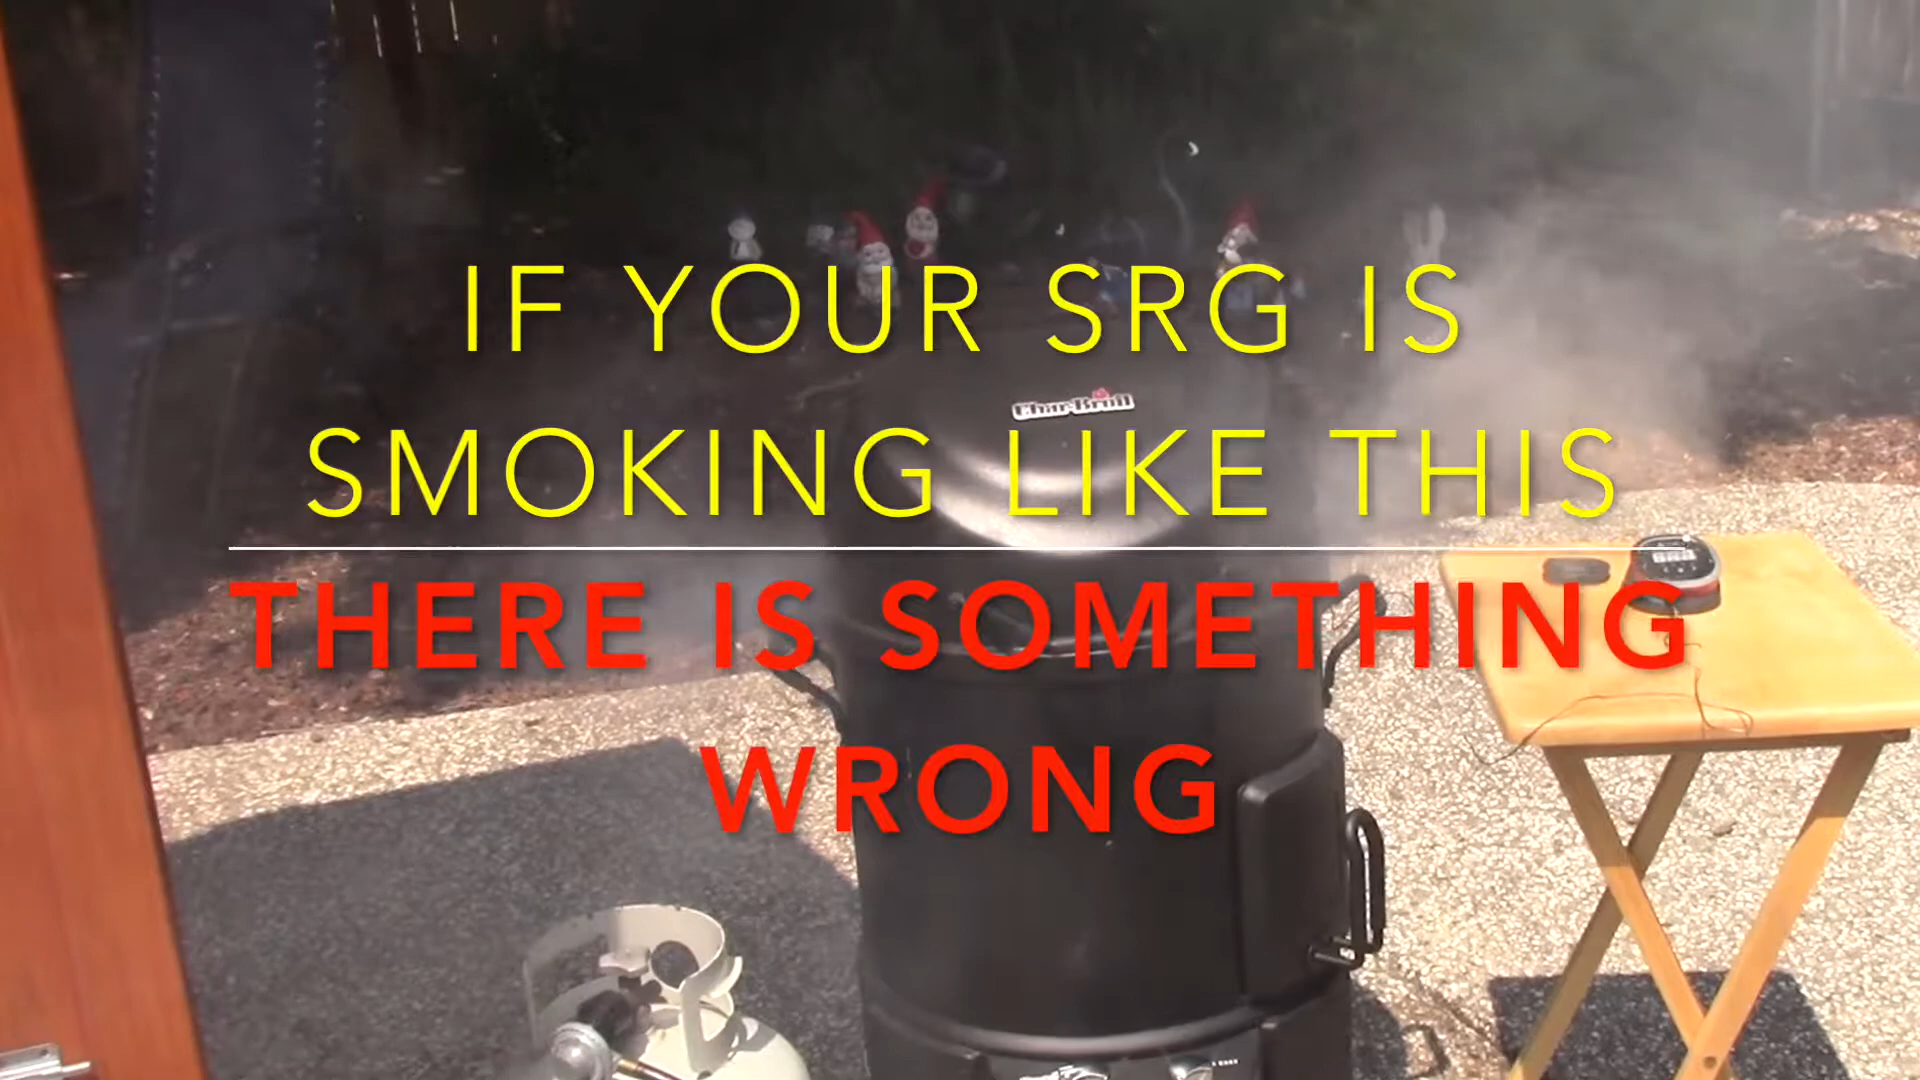 IF YOUR SRG IS
Char-Broil
SMOKING LIKE THIS
THERE IS SOMETHING
WRONG